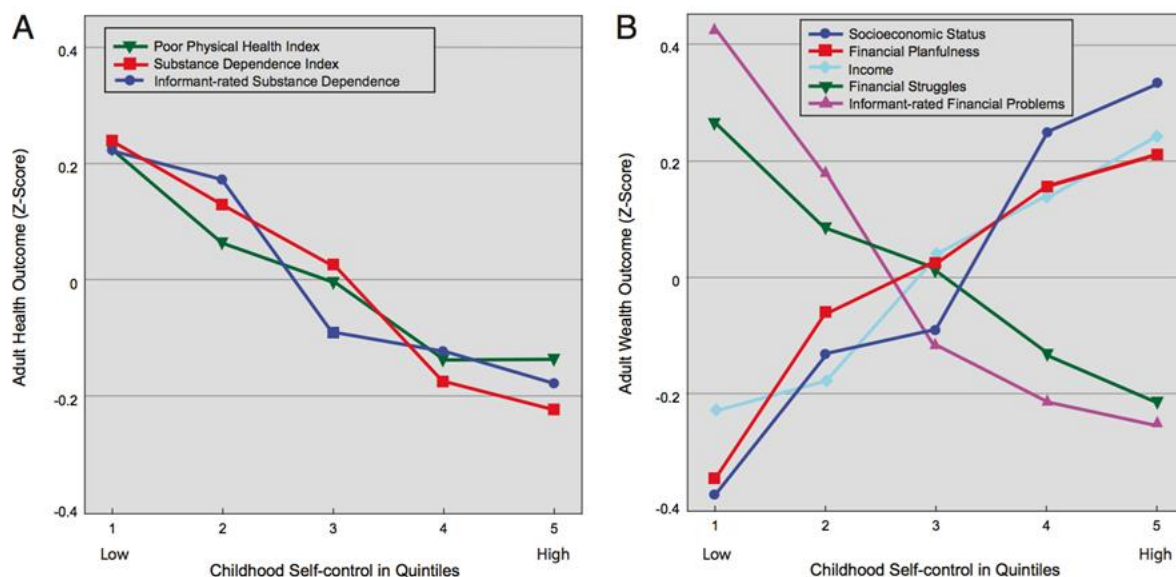 A
Poor Physical Health Index
Substance Dependence Index
Informant-rated Substance Dependence
Adult Health Outcome (Z-Score)
0.4
0.2
0
-0.2
-0.4
1 2 3 4 5
Low High
Childhood Self-control in Quintiles
B
Socioeconomic Status
Financial Planfulness
Income
Financial Struggles
Informant-rated Financial Problems
Adult Wealth Outcome (Z-Score)
0.4
0.2
0
-0.2
-0.4
1 2 3 4 5
Low High
Childhood Self-control in Quintiles